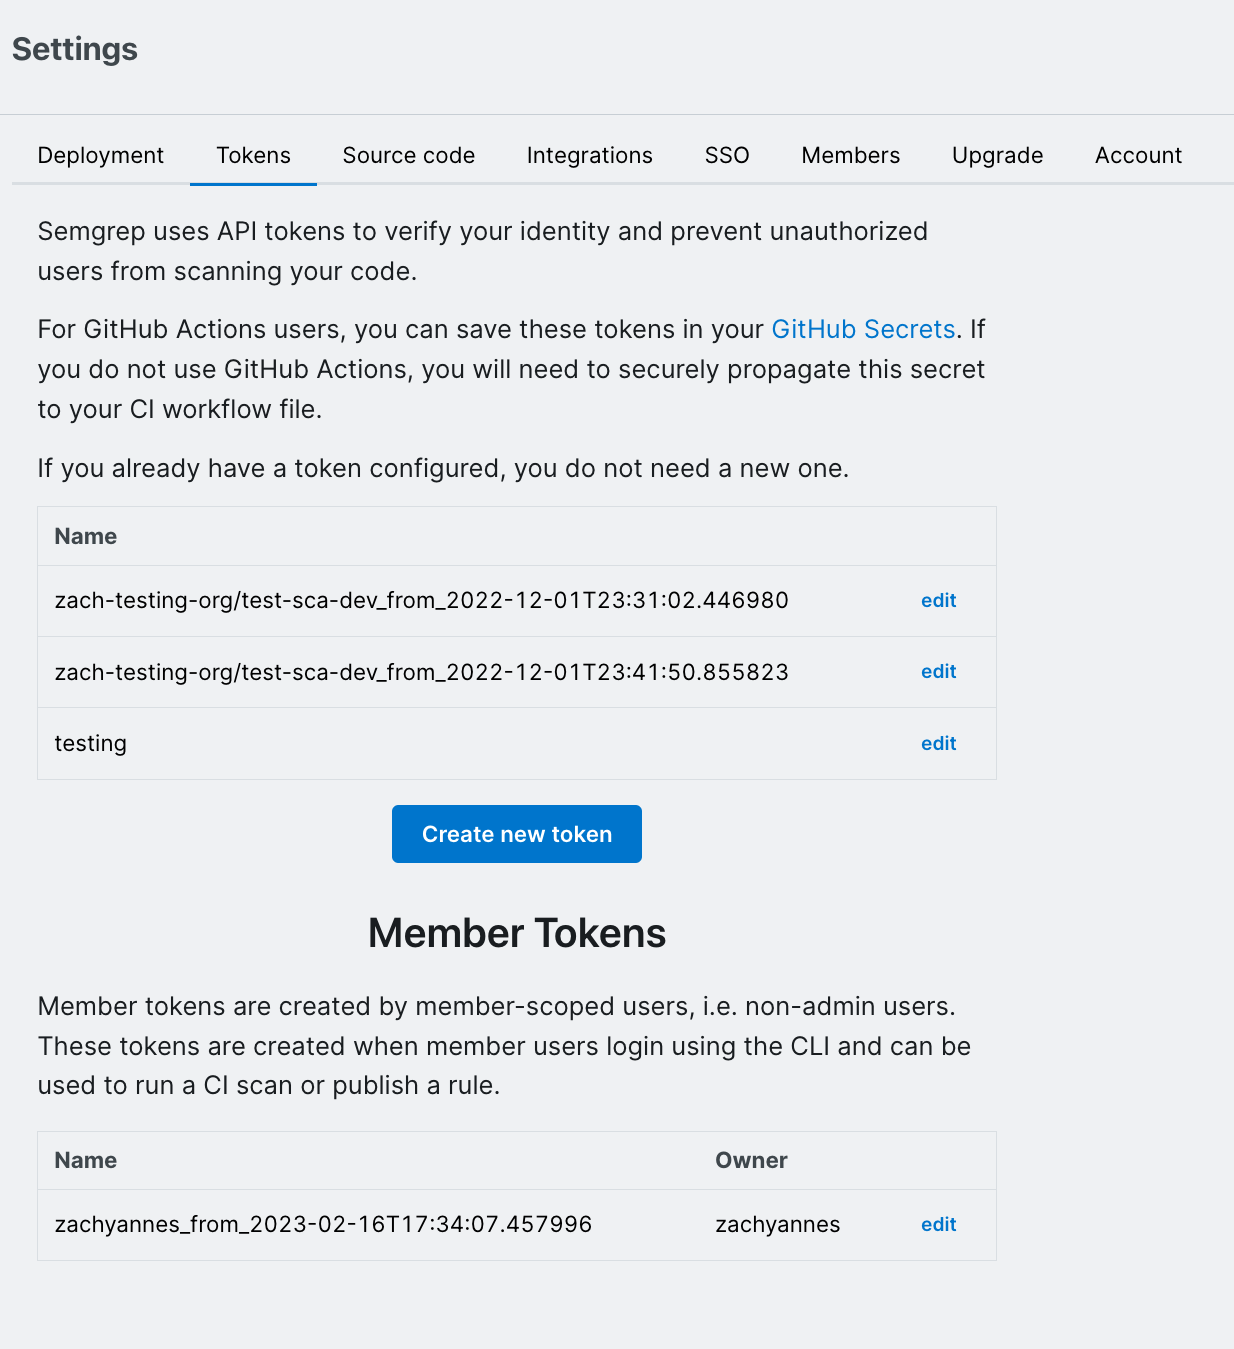 Settings
Deployment Tokens Source code Integrations SSO Members Upgrade Account
Semgrep uses API tokens to verify your identity and prevent unauthorized
users from scanning your code.
For GitHub Actions users, you can save these tokens in your GitHub Secrets. If
you do not use GitHub Actions, you will need to securely propagate this secret
to your CI workflow file.
If you already have a token configured, you do not need a new one.
Name
zach-testing-org/test-sca-dev_from_2022-12-01T23:31:02.446980 edit
zach-testing-org/test-sca-dev_from_2022-12-01T23:41:50.855823 edit
testing edit
Create new token
Member Tokens
Member tokens are created by member-scoped users, i.e. non-admin users.
These tokens are created when member users login using the CLI and can be
used to run a CI scan or publish a rule.
Name Owner
zachyannes_from_2023-02-16T17:34:07.457996 zachyannes edit